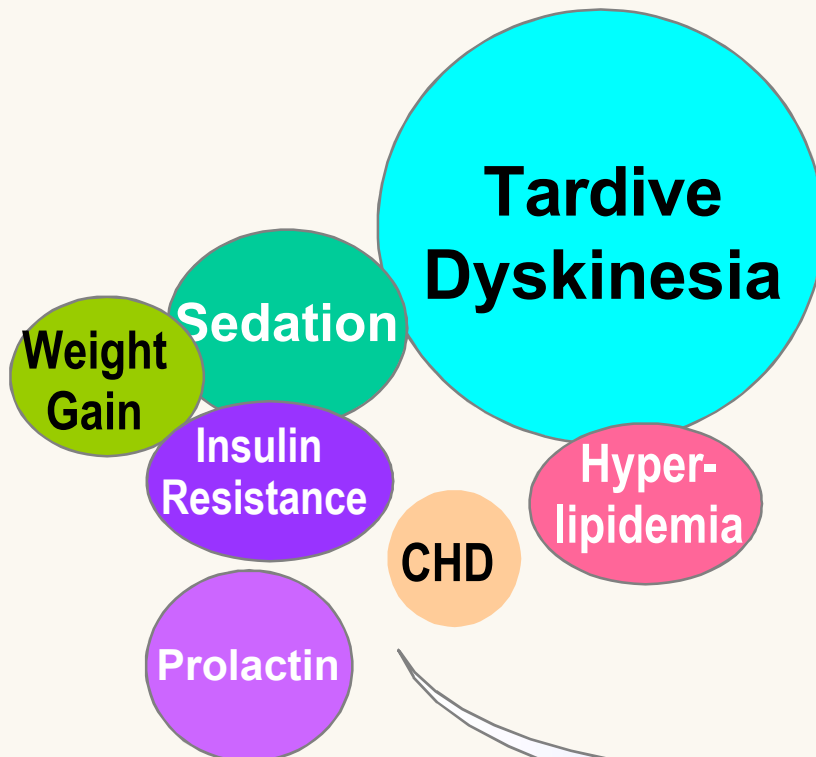 Tardive
Dyskinesia
Sedation
Weight
Gain
Insulin
Resistance
Hyper-
lipidemia
CHD
Prolactin